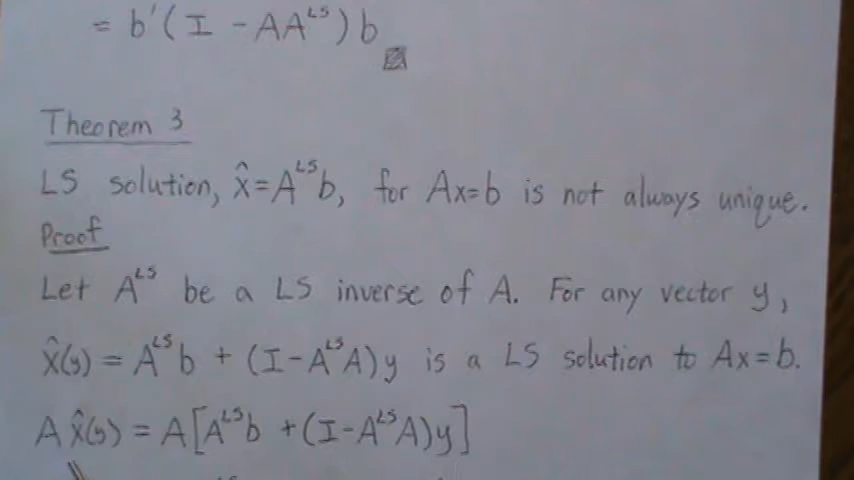 = b'(I - AA^LS)b
Theorem 3
LS solution, x̂=A^LS b, for Ax=b is not always unique.
Proof
Let A^LS be a LS inverse of A. For any vector y,
x̂(y) = A^LS b + (I-A^LS A)y is a LS solution to Ax=b.
A x̂(y) = A[A^LS b +(I-A^LS A)y]